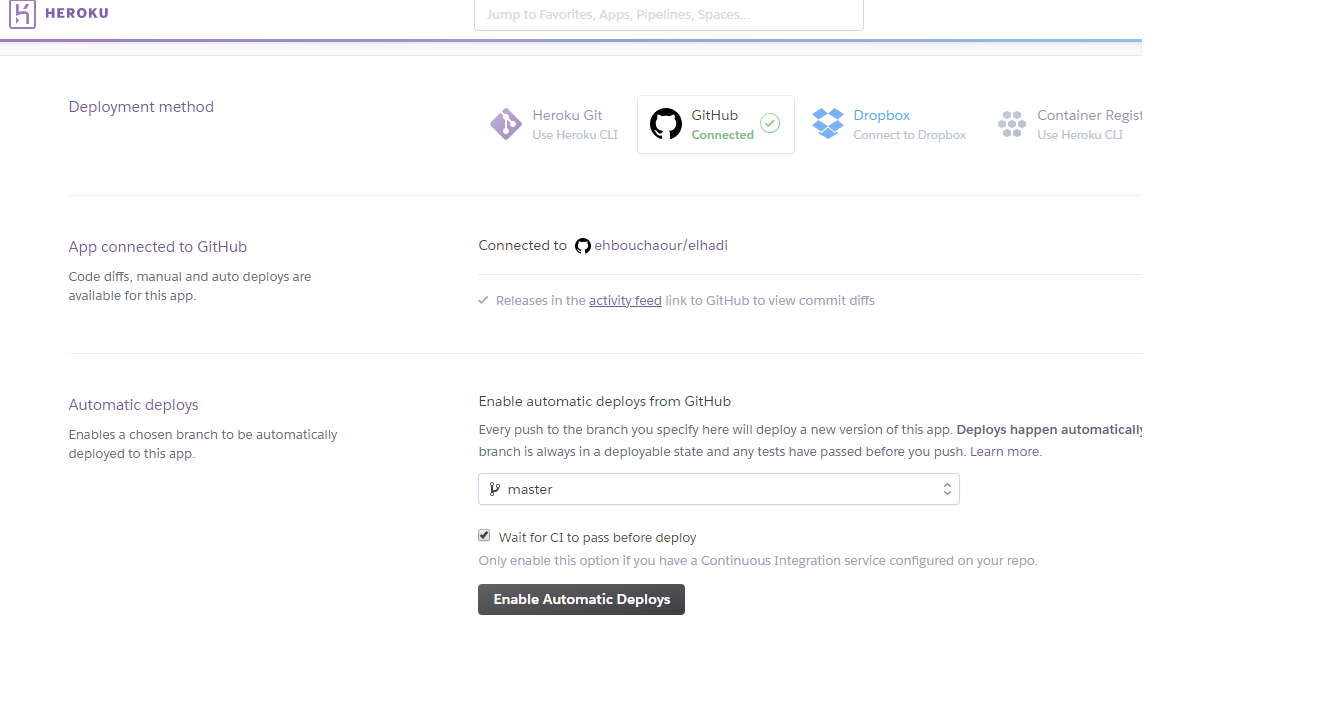 HEROKU
Jump to Favorites, Apps, Pipelines, Spaces...
Deployment method
Heroku Git
Use Heroku CLI
GitHub
Connected
Dropbox
Connect to Dropbox
Container Regist
Use Heroku CLI
App connected to GitHub
Code diffs, manual and auto deploys are
available for this app.
Connected to ehbouchaour/elhadi
Releases in the activity feed link to GitHub to view commit diffs
Automatic deploys
Enables a chosen branch to be automatically
deployed to this app.
Enable automatic deploys from GitHub
Every push to the branch you specify here will deploy a new version of this app. Deploys happen automatically
branch is always in a deployable state and any tests have passed before you push. Learn more.
master
Wait for CI to pass before deploy
Only enable this option if you have a Continuous Integration service configured on your repo.
Enable Automatic Deploys